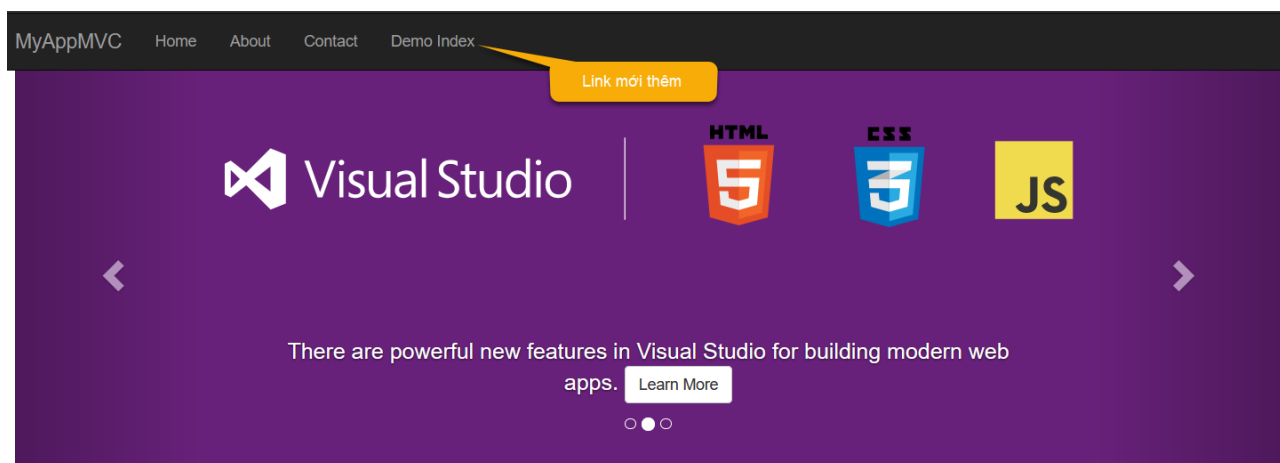 MyAppMVC Home About Contact Demo Index
Link mới thêm
Visual Studio
HTML
5
CSS
3
JS
There are powerful new features in Visual Studio for building modern web
apps. Learn More